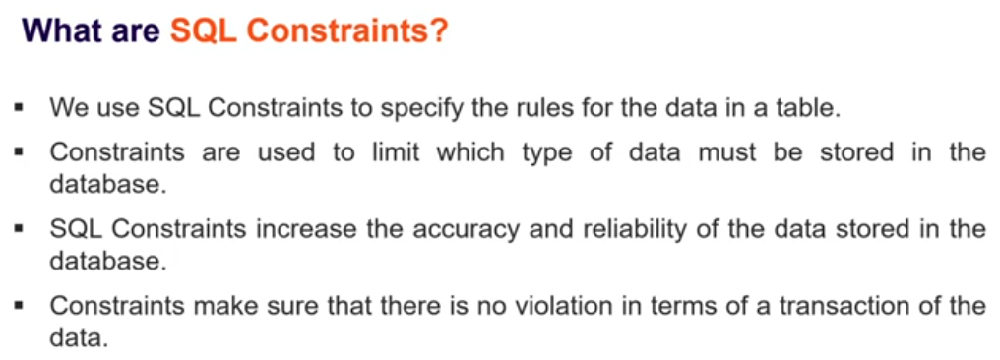 What are SQL Constraints?
▪ We use SQL Constraints to specify the rules for the data in a table.
▪ Constraints are used to limit which type of data must be stored in the
database.
▪ SQL Constraints increase the accuracy and reliability of the data stored in the
database.
▪ Constraints make sure that there is no violation in terms of a transaction of the
data.